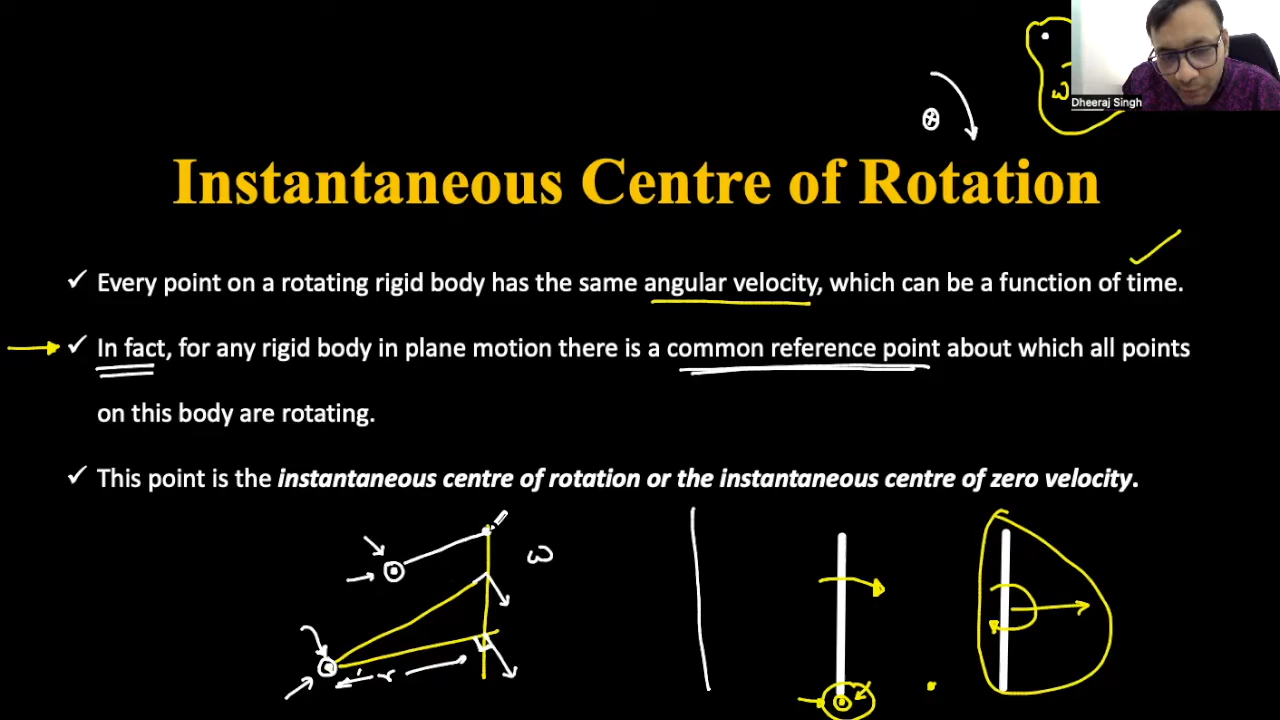 ω
Dheeraj Singh
Instantaneous Centre of Rotation
✓ Every point on a rotating rigid body has the same angular velocity, which can be a function of time.
✓ In fact, for any rigid body in plane motion there is a common reference point about which all points
on this body are rotating.
✓ This point is the instantaneous centre of rotation or the instantaneous centre of zero velocity.
ω
r